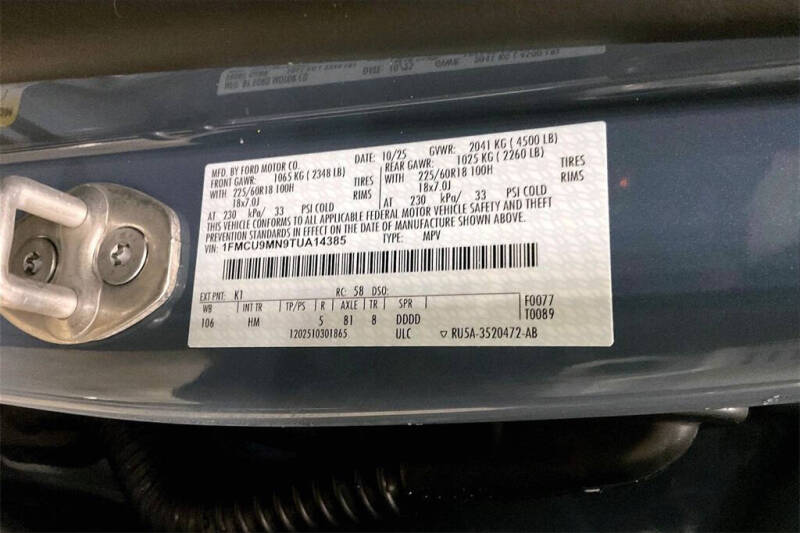 MFD. BY FORD MOTOR CO.
DATE: 10/25 GVWR: 2041 KG ( 4500 LB)
FRONT GAWR: 1065 KG ( 2348 LB) REAR GAWR: 1025 KG ( 2260 LB)
WITH 225/60R18 100H TIRES WITH 225/60R18 100H TIRES
18x7.0J RIMS 18x7.0J RIMS
AT 230 kPa/ 33 PSI COLD AT 230 kPa/ 33 PSI COLD
THIS VEHICLE CONFORMS TO ALL APPLICABLE FEDERAL MOTOR VEHICLE SAFETY AND THEFT
PREVENTION STANDARDS IN EFFECT ON THE DATE OF MANUFACTURE SHOWN ABOVE.
VIN: 1FMCU9MN9TUA14385 TYPE: MPV
EXT PNT: K1 RC: 58 DSO: F0077
WB INT TR TP/PS R AXLE TR SPR T0089
106 HM 5 81 8 DDDD
1202510301865 ULC ▽ RU5A-3520472-AB